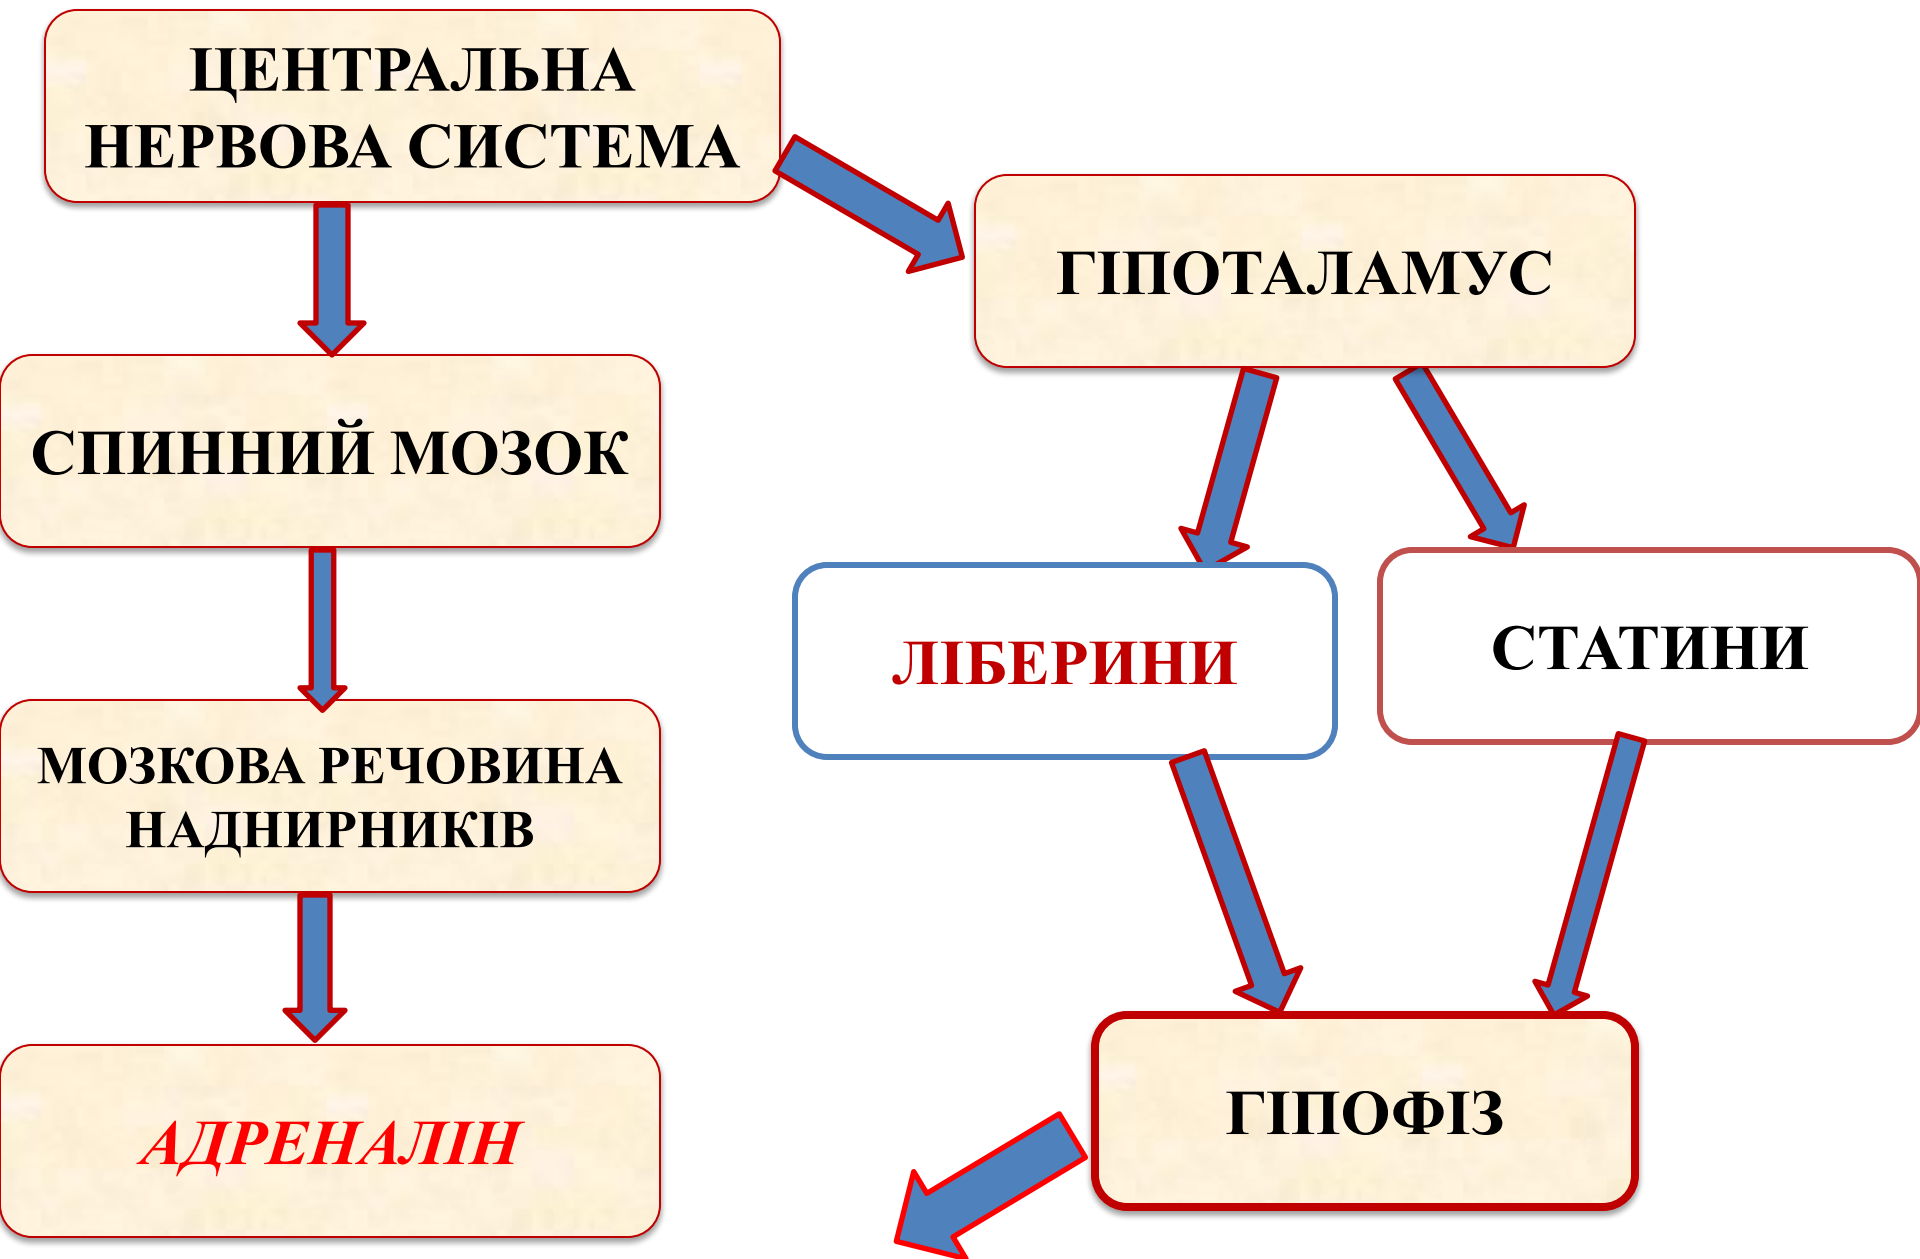 ЦЕНТРАЛЬНА
НЕРВОВА СИСТЕМА
ГІПОТАЛАМУС
СПИННИЙ МОЗОК
ЛІБЕРИНИ
СТАТИНИ
МОЗКОВА РЕЧОВИНА
НАДНИРНИКІВ
АДРЕНАЛІН
ГІПОФІЗ